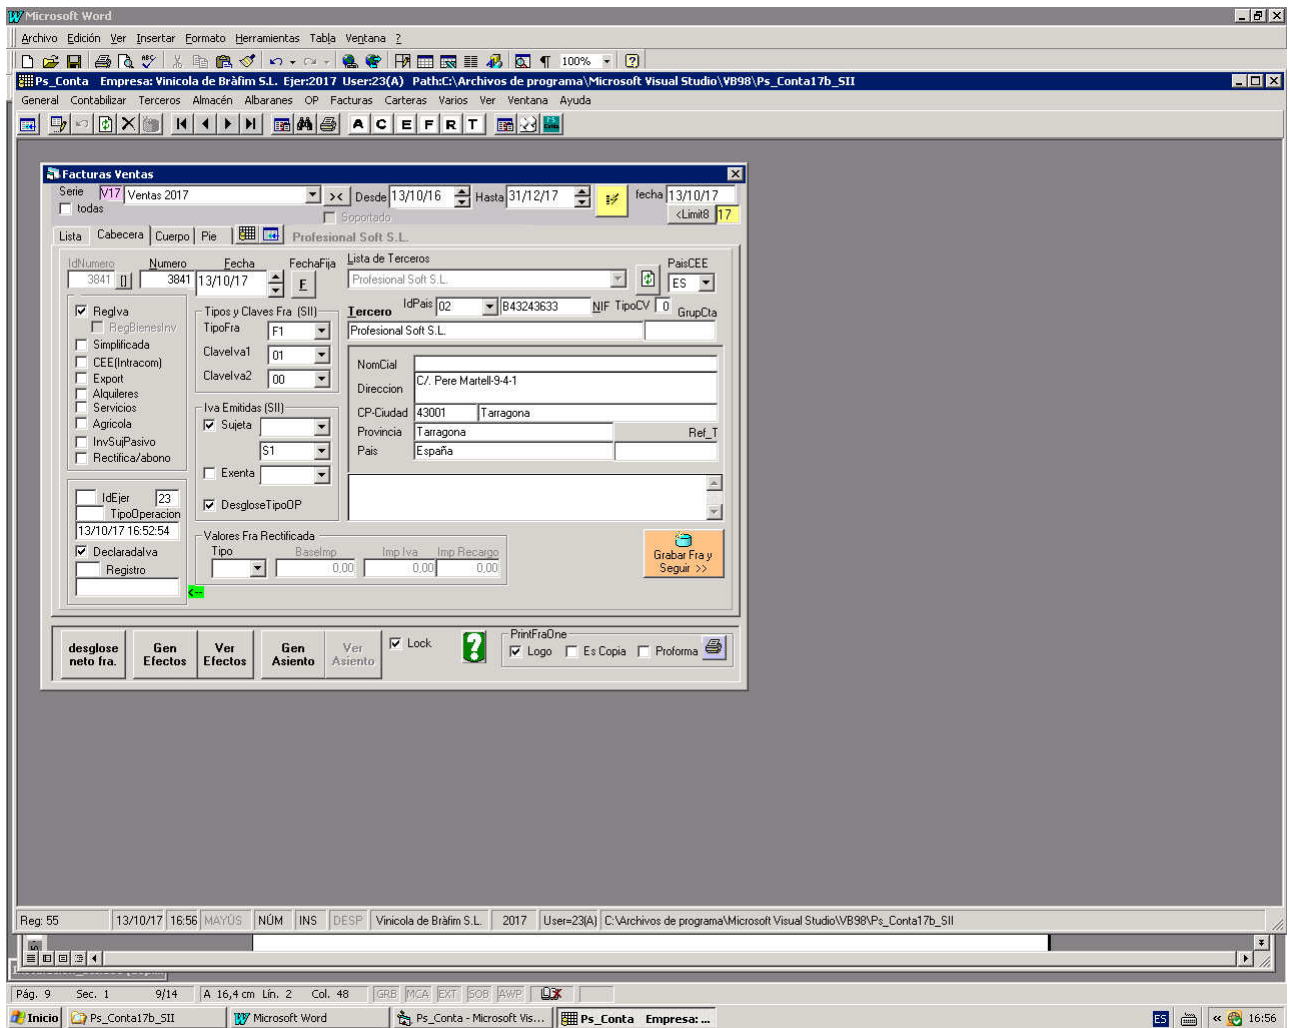 Microsoft Word
Archivo Edición Ver Insertar Formato Herramientas Tabla Ventana ?
100%
Ps_Conta Empresa: Vinicola de Bràfim S.L. Ejer:2017 User:23(A) Path:C:\Archivos de programa\Microsoft Visual Studio\VB98\Ps_Conta17b_SII
General Contabilizar Terceros Almacén Albaranes OP Facturas Carteras Varios Ver Ventana Ayuda
A C E F R T
Facturas Ventas
Serie V17 Ventas 2017 >< Desde 13/10/16 Hasta 31/12/17 fecha 13/10/17
todas
Soportado <Limit8 17
Lista Cabecera Cuerpo Pie Profesional Soft S.L.
IdNumero Numero Fecha FechaFija Lista de Terceros PaisCEE
3841 [] 3841 13/10/17 F Profesional Soft S.L. ES
RegIva Tipos y Claves Fra (SII) Tercero IdPais 02 B43243633 NIF TipoCV 0 GrupCta
RegBienesInv TipoFra F1 Profesional Soft S.L.
Simplificada
CEE(Intracom) ClaveIva1 01 NomCial
Export ClaveIva2 00 Direccion C/. Pere Martell-9-4-1
Alquileres
Servicios Iva Emitidas (SII) CP-Ciudad 43001 Tarragona
Agricola Sujeta Provincia Tarragona Ref_T
InvSujPasivo S1 Pais España
Rectifica/abono
Exenta
IdEjer 23 DesgloseTipoOP
TipoOperacion
13/10/17 16:52:54 Valores Fra Rectificada
DeclaradaIva Tipo BaseImp Imp Iva Imp Recargo Grabar Fra y
Registro 0,00 0,00 0,00 Seguir >>
<--
desglose neto fra. Gen Efectos Ver Efectos Gen Asiento Ver Asiento Lock ? PrintFraOne
Logo Es Copia Proforma
Reg: 55 13/10/17 16:56 MAYÚS NÚM INS DESP Vinicola de Bràfim S.L. 2017 User=23(A) C:\Archivos de programa\Microsoft Visual Studio\VB98\Ps_Conta17b_SII
Pág. 9 Sec. 1 9/14 A 16,4 cm Lín. 2 Col. 48 GRB MCA EXT SOB AWP
Inicio Ps_Conta17b_SII Microsoft Word Ps_Conta - Microsoft Vis... Ps_Conta Empresa: ... ES « 16:56